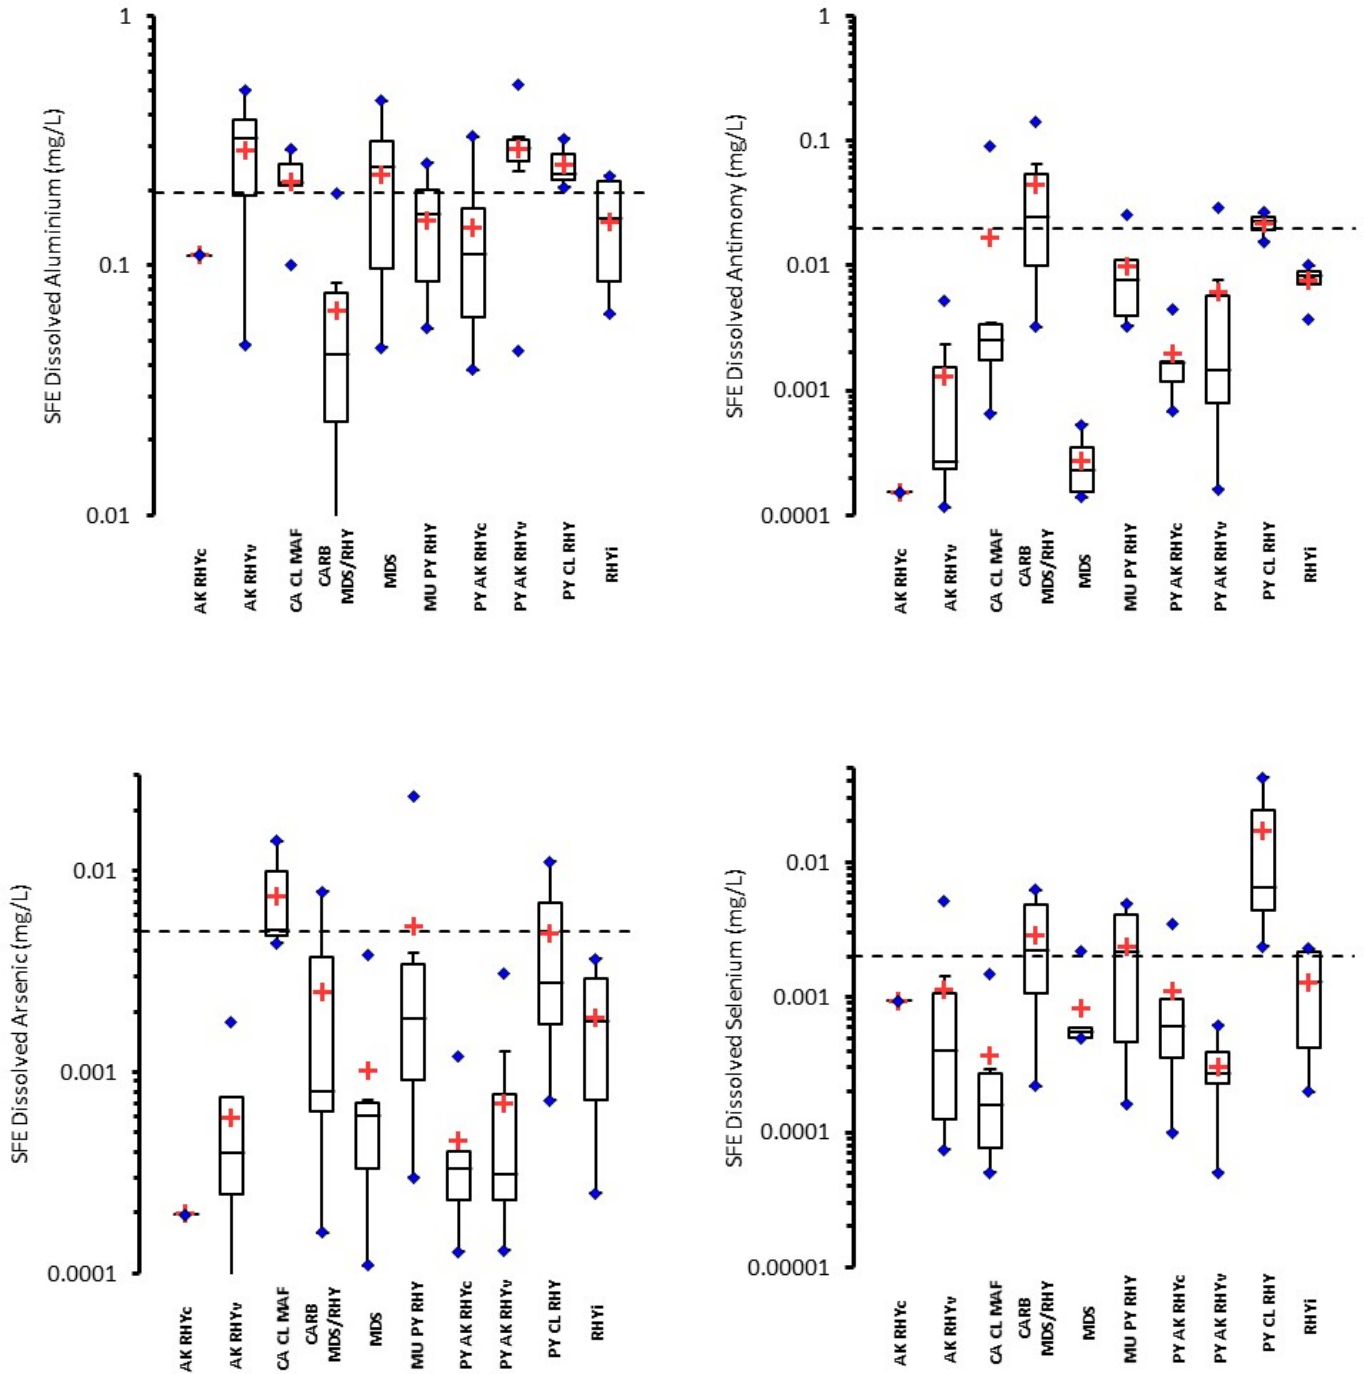 SFE Dissolved Aluminium (mg/L)
1
0.1
0.01
AK RHYc
AK RHYv
CA CL MAF
CARB
MDS/RHY
MDS
MU PY RHY
PY AK RHYc
PY AK RHYv
PY CL RHY
RHYi
SFE Dissolved Antimony (mg/L)
1
0.1
0.01
0.001
0.0001
AK RHYc
AK RHYv
CA CL MAF
CARB
MDS/RHY
MDS
MU PY RHY
PY AK RHYc
PY AK RHYv
PY CL RHY
RHYi
SFE Dissolved Arsenic (mg/L)
0.01
0.001
0.0001
AK RHYc
AK RHYv
CA CL MAF
CARB
MDS/RHY
MDS
MU PY RHY
PY AK RHYc
PY AK RHYv
PY CL RHY
RHYi
SFE Dissolved Selenium (mg/L)
0.01
0.001
0.0001
0.00001
AK RHYc
AK RHYv
CA CL MAF
CARB
MDS/RHY
MDS
MU PY RHY
PY AK RHYc
PY AK RHYv
PY CL RHY
RHYi